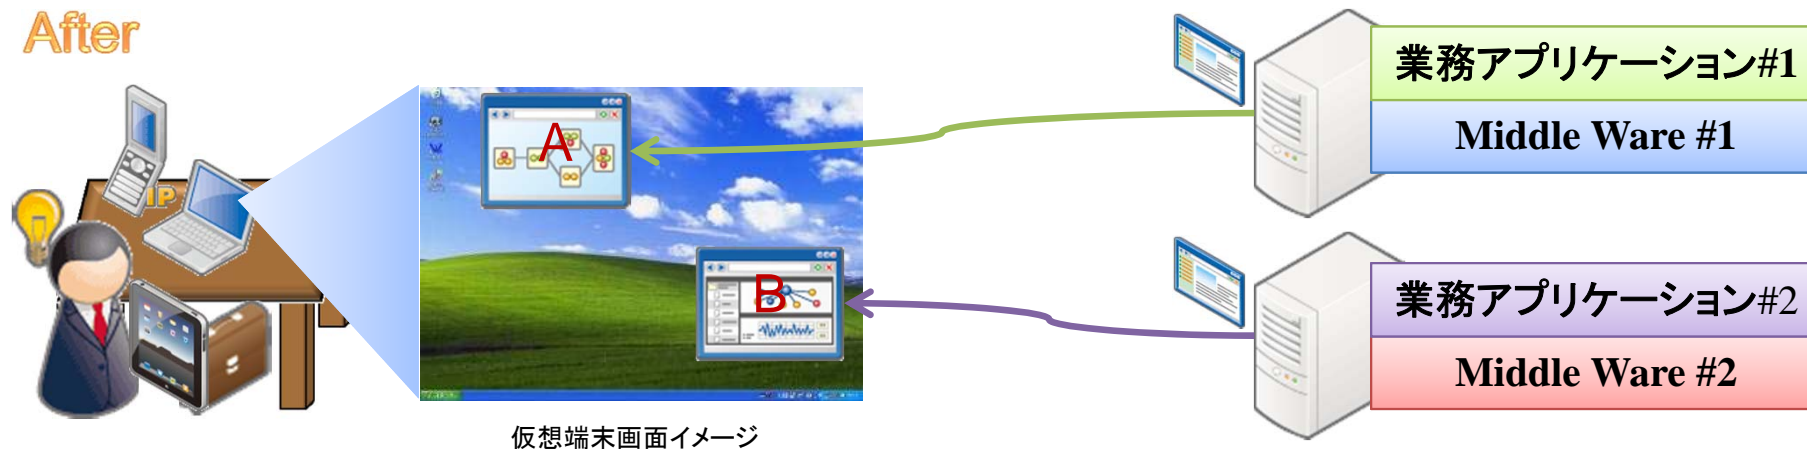 After
業務アプリケーション#1
Middle Ware #1
A
IP
B
業務アプリケーション#2
Middle Ware #2
仮想端末画面イメージ